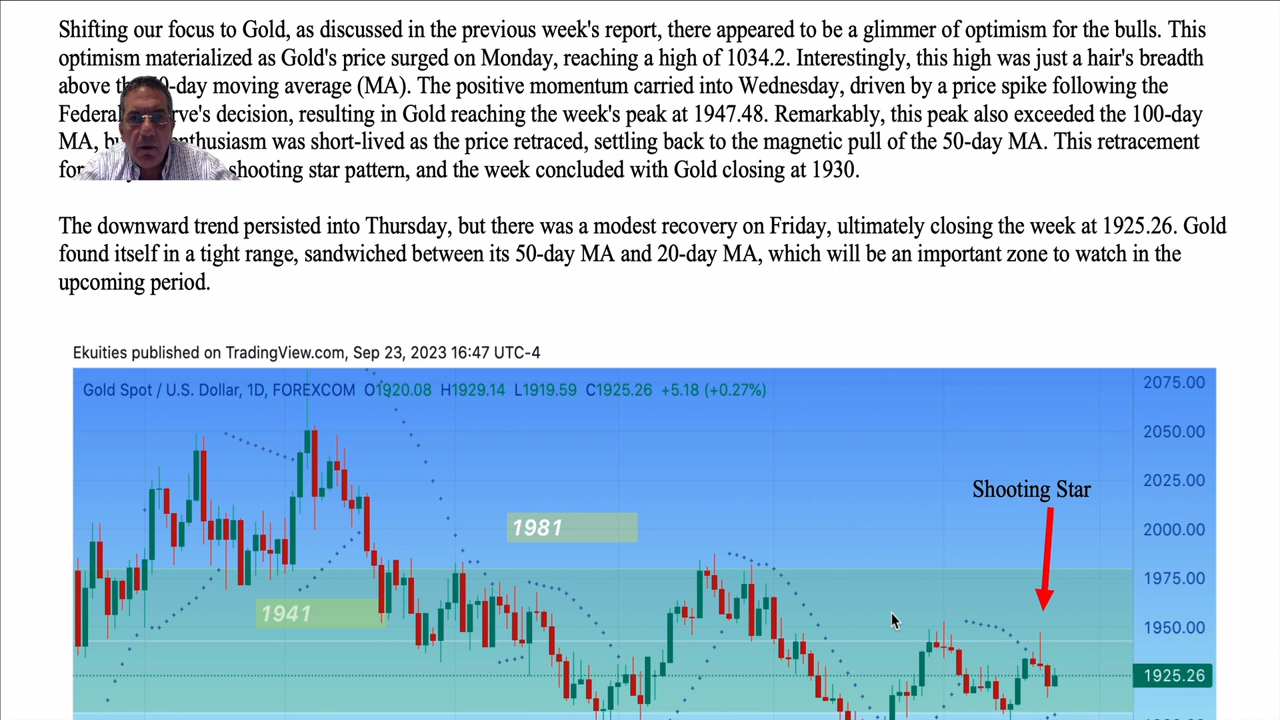 Shifting our focus to Gold, as discussed in the previous week's report, there appeared to be a glimmer of optimism for the bulls. This
optimism materialized as Gold's price surged on Monday, reaching a high of 1034.2. Interestingly, this high was just a hair's breadth
above 0-day moving average (MA). The positive momentum carried into Wednesday, driven by a price spike following the
Federal rve's decision, resulting in Gold reaching the week's peak at 1947.48. Remarkably, this peak also exceeded the 100-day
MA, nthusiasm was short-lived as the price retraced, settling back to the magnetic pull of the 50-day MA. This retracement
shooting star pattern, and the week concluded with Gold closing at 1930.
The downward trend persisted into Thursday, but there was a modest recovery on Friday, ultimately closing the week at 1925.26. Gold
found itself in a tight range, sandwiched between its 50-day MA and 20-day MA, which will be an important zone to watch in the
upcoming period.
Ekuities published on TradingView.com, Sep 23, 2023 16:47 UTC-4
Gold Spot / U.S. Dollar, 1D, FOREXCOM O1920.08 H1929.14 L1919.59 C1925.26 +5.18 (+0.27%)
2075.00
2050.00
Shooting Star
2025.00
1981
2000.00
1975.00
1941
1950.00
1925.26